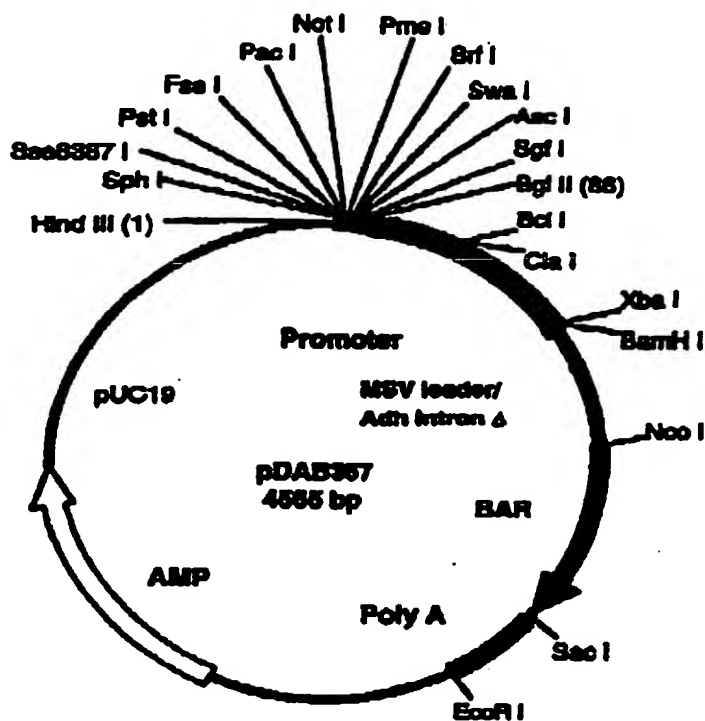 Not I
Pme I
Pac I
Srf I
Fse I
Swa I
Pst I
Asc I
Sse8387 I
Sgf I
Sph I
Bgl II (86)
Hind III (1)
Bcl I
Cla I
Xba I
BamH I
Promoter
pUC19
MSV leader/
Adh Intron Δ
Nco I
pDAB367
4565 bp
BAR
AMP
Poly A
Sac I
EcoR I